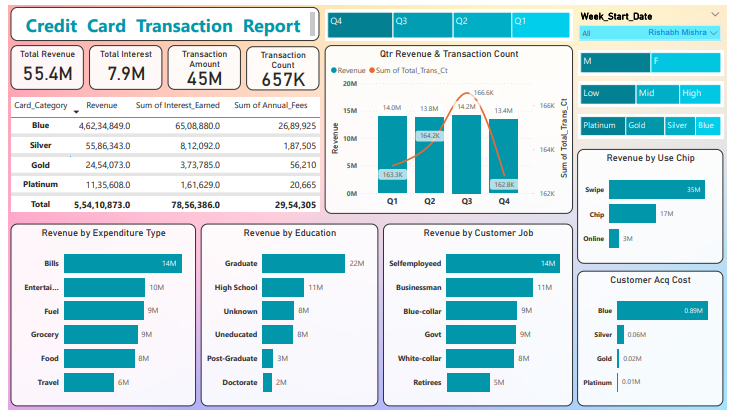 Credit Card Transaction Report
Q4 Q3 Q2 Q1
Week_Start_Date
All Rishabh Mishra
Total Revenue
55.4M
Total Interest
7.9M
Transaction Amount
45M
Transaction Count
657K
M F
Low Mid High
Platinum Gold Silver Blue
Card_Category Revenue Sum of Interest_Earned Sum of Annual_Fees
Blue 4,62,34,849.0 65,08,880.0 26,89,925
Silver 55,86,343.0 8,12,092.0 1,87,505
Gold 24,54,073.0 3,73,785.0 56,210
Platinum 11,35,608.0 1,61,629.0 20,665
Total 5,54,10,873.0 78,56,386.0 29,54,305
Qtr Revenue & Transaction Count
Revenue Sum of Total_Trans_Ct
Revenue
20M
15M
10M
5M
0M
14.0M 13.8M 14.2M 13.4M
163.3K 164.2K 166.6K 162.8K
Q1 Q2 Q3 Q4
166K
164K
162K
Sum of Total_Trans_Ct
Revenue by Use Chip
Swipe 35M
Chip 17M
Online 3M
Revenue by Expenditure Type
Bills 14M
Entertai... 10M
Fuel 9M
Grocery 9M
Food 8M
Travel 6M
Revenue by Education
Graduate 22M
High School 11M
Unknown 8M
Uneducated 8M
Post-Graduate 3M
Doctorate 2M
Revenue by Customer Job
Selfemployeed 14M
Businessman 11M
Blue-collar 9M
Govt 9M
White-collar 8M
Retirees 5M
Customer Acq Cost
Blue 0.89M
Silver 0.06M
Gold 0.02M
Platinum 0.01M